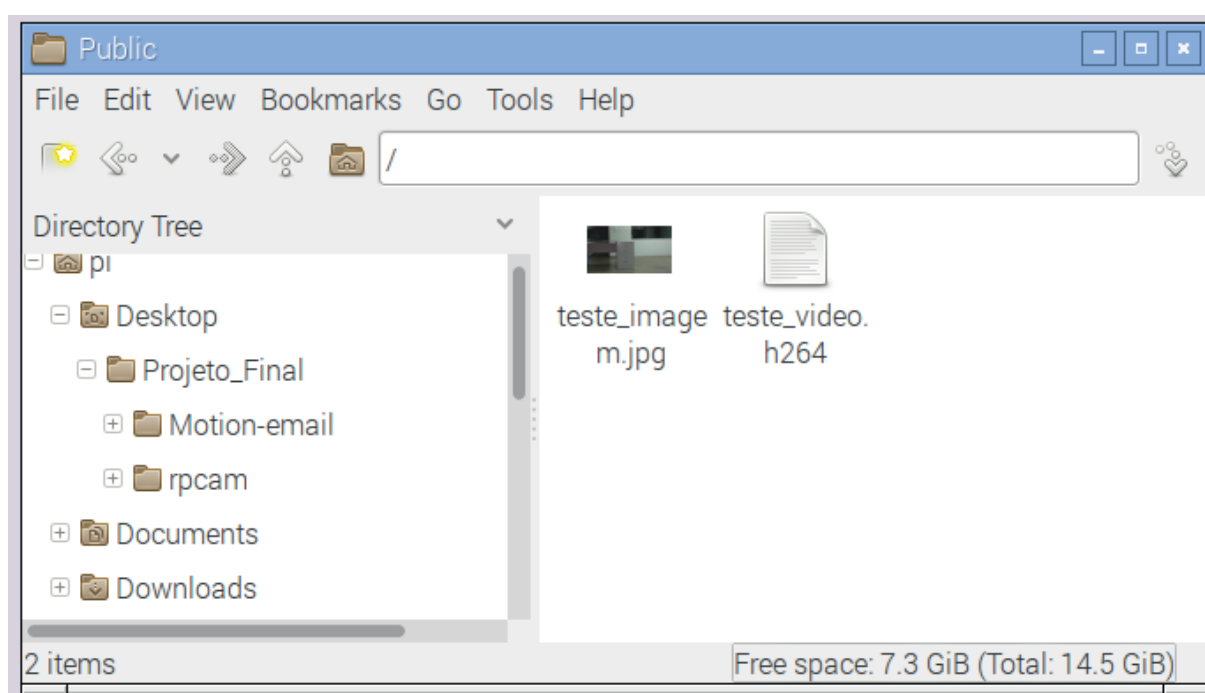 Public
File Edit View Bookmarks Go Tools Help
/
Directory Tree
pi
Desktop
Projeto_Final
Motion-email
rpcam
Documents
Downloads
teste_image
m.jpg
teste_video.
h264
2 items
Free space: 7.3 GiB (Total: 14.5 GiB)